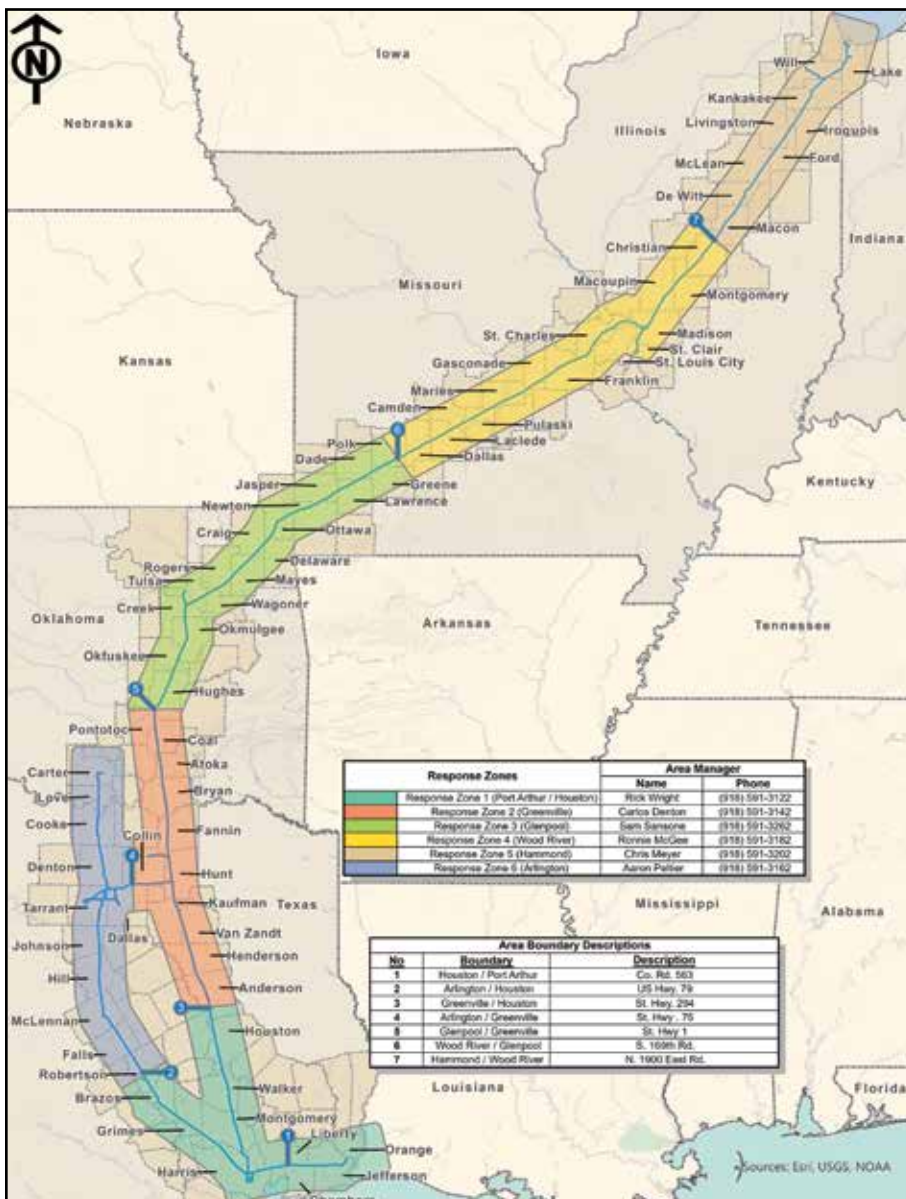 N
Iowa
Will
Lake
Kankakee
Nebraska
Livingston
Illinois
Iroquois
McLean
Ford
De Witt
7
Macon
Christian
Indiana
Missouri
Macoupin
Montgomery
St. Charles
Madison
Kansas
St. Clair
Gasconade
St. Louis City
Franklin
Maries
Camden
6
Pulaski
Polk
Laclede
Dade
Dallas
Jasper
Greene
Kentucky
Newton
Lawrence
Craig
Ottawa
Rogers
Delaware
Tulsa
Mayes
Creek
Wagoner
Oklahoma
Arkansas
Tennessee
Okmulgee
Okfuskee
5
Hughes
Pontotoc
Coal
Atoka
Carter
Bryan
Love
Cooke
Fannin
Collin
4
Denton
Hunt
Tarrant
Kaufman
Texas
Mississippi
Alabama
Dallas
Van Zandt
Johnson
Henderson
Hill
Anderson
3
McLennan
Houston
Falls
Robertson
2
Walker
Louisiana
Florida
Brazos
Montgomery
Grimes
1
Liberty
Orange
Harris
Jefferson
Chambers
Response Zones Area Manager
Name Phone
Response Zone 1 (Port Arthur / Houston) Rick Wright (918) 591-3122
Response Zone 2 (Greenville) Carlos Denton (918) 591-3142
Response Zone 3 (Glenpool) Sam Sansone (918) 591-3262
Response Zone 4 (Wood River) Ronnie McGee (918) 591-3182
Response Zone 5 (Hammond) Chris Meyer (918) 591-3202
Response Zone 6 (Arlington) Aaron Peltier (918) 591-3162
Area Boundary Descriptions
No Boundary Description
1 Houston / Port Arthur Co. Rd. 563
2 Arlington / Houston US Hwy. 79
3 Greenville / Houston St. Hwy. 294
4 Arlington / Greenville St. Hwy . 75
5 Glenpool / Greenville St. Hwy 1
6 Wood River / Glenpool S. 169th Rd.
7 Hammond / Wood River N. 1900 East Rd.
Sources: Esri, USGS, NOAA